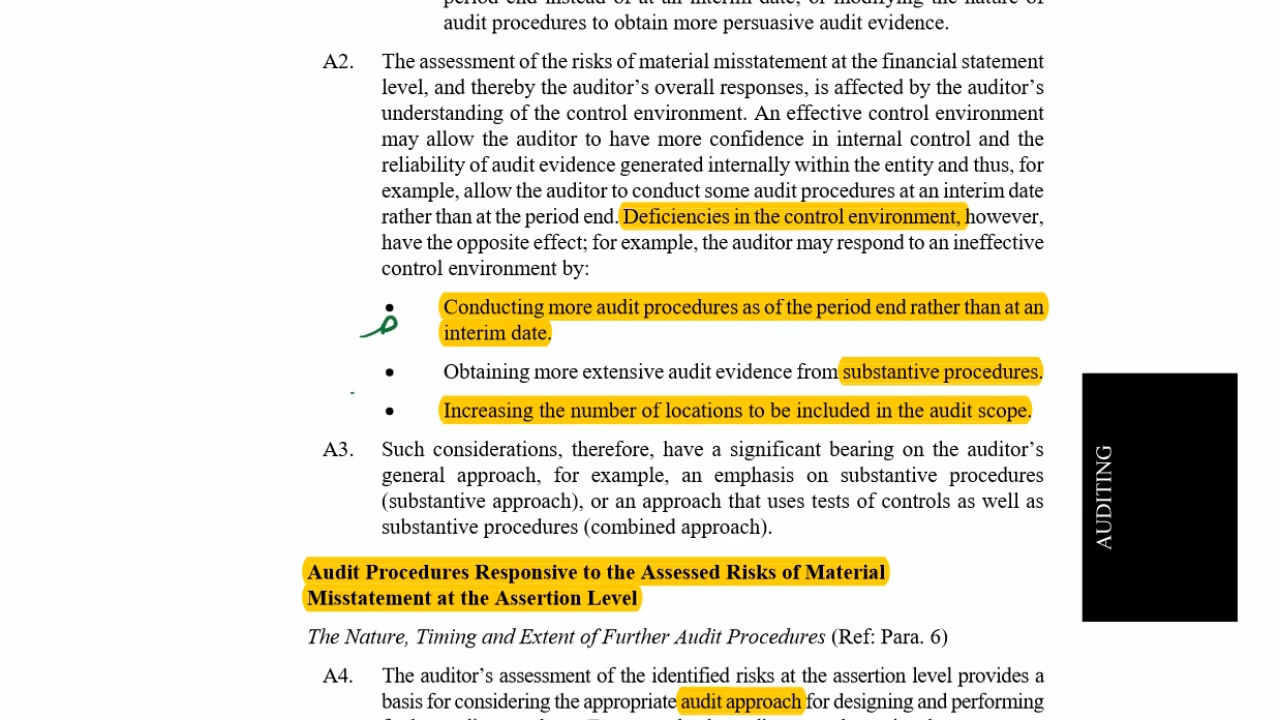 audit procedures to obtain more persuasive audit evidence.
A2. The assessment of the risks of material misstatement at the financial statement
level, and thereby the auditor’s overall responses, is affected by the auditor’s
understanding of the control environment. An effective control environment
may allow the auditor to have more confidence in internal control and the
reliability of audit evidence generated internally within the entity and thus, for
example, allow the auditor to conduct some audit procedures at an interim date
rather than at the period end. Deficiencies in the control environment, however,
have the opposite effect; for example, the auditor may respond to an ineffective
control environment by:
• Conducting more audit procedures as of the period end rather than at an
interim date.
• Obtaining more extensive audit evidence from substantive procedures.
• Increasing the number of locations to be included in the audit scope.
A3. Such considerations, therefore, have a significant bearing on the auditor’s
general approach, for example, an emphasis on substantive procedures
(substantive approach), or an approach that uses tests of controls as well as
substantive procedures (combined approach).
AUDITING
Audit Procedures Responsive to the Assessed Risks of Material
Misstatement at the Assertion Level
The Nature, Timing and Extent of Further Audit Procedures (Ref: Para. 6)
A4. The auditor’s assessment of the identified risks at the assertion level provides a
basis for considering the appropriate audit approach for designing and performing